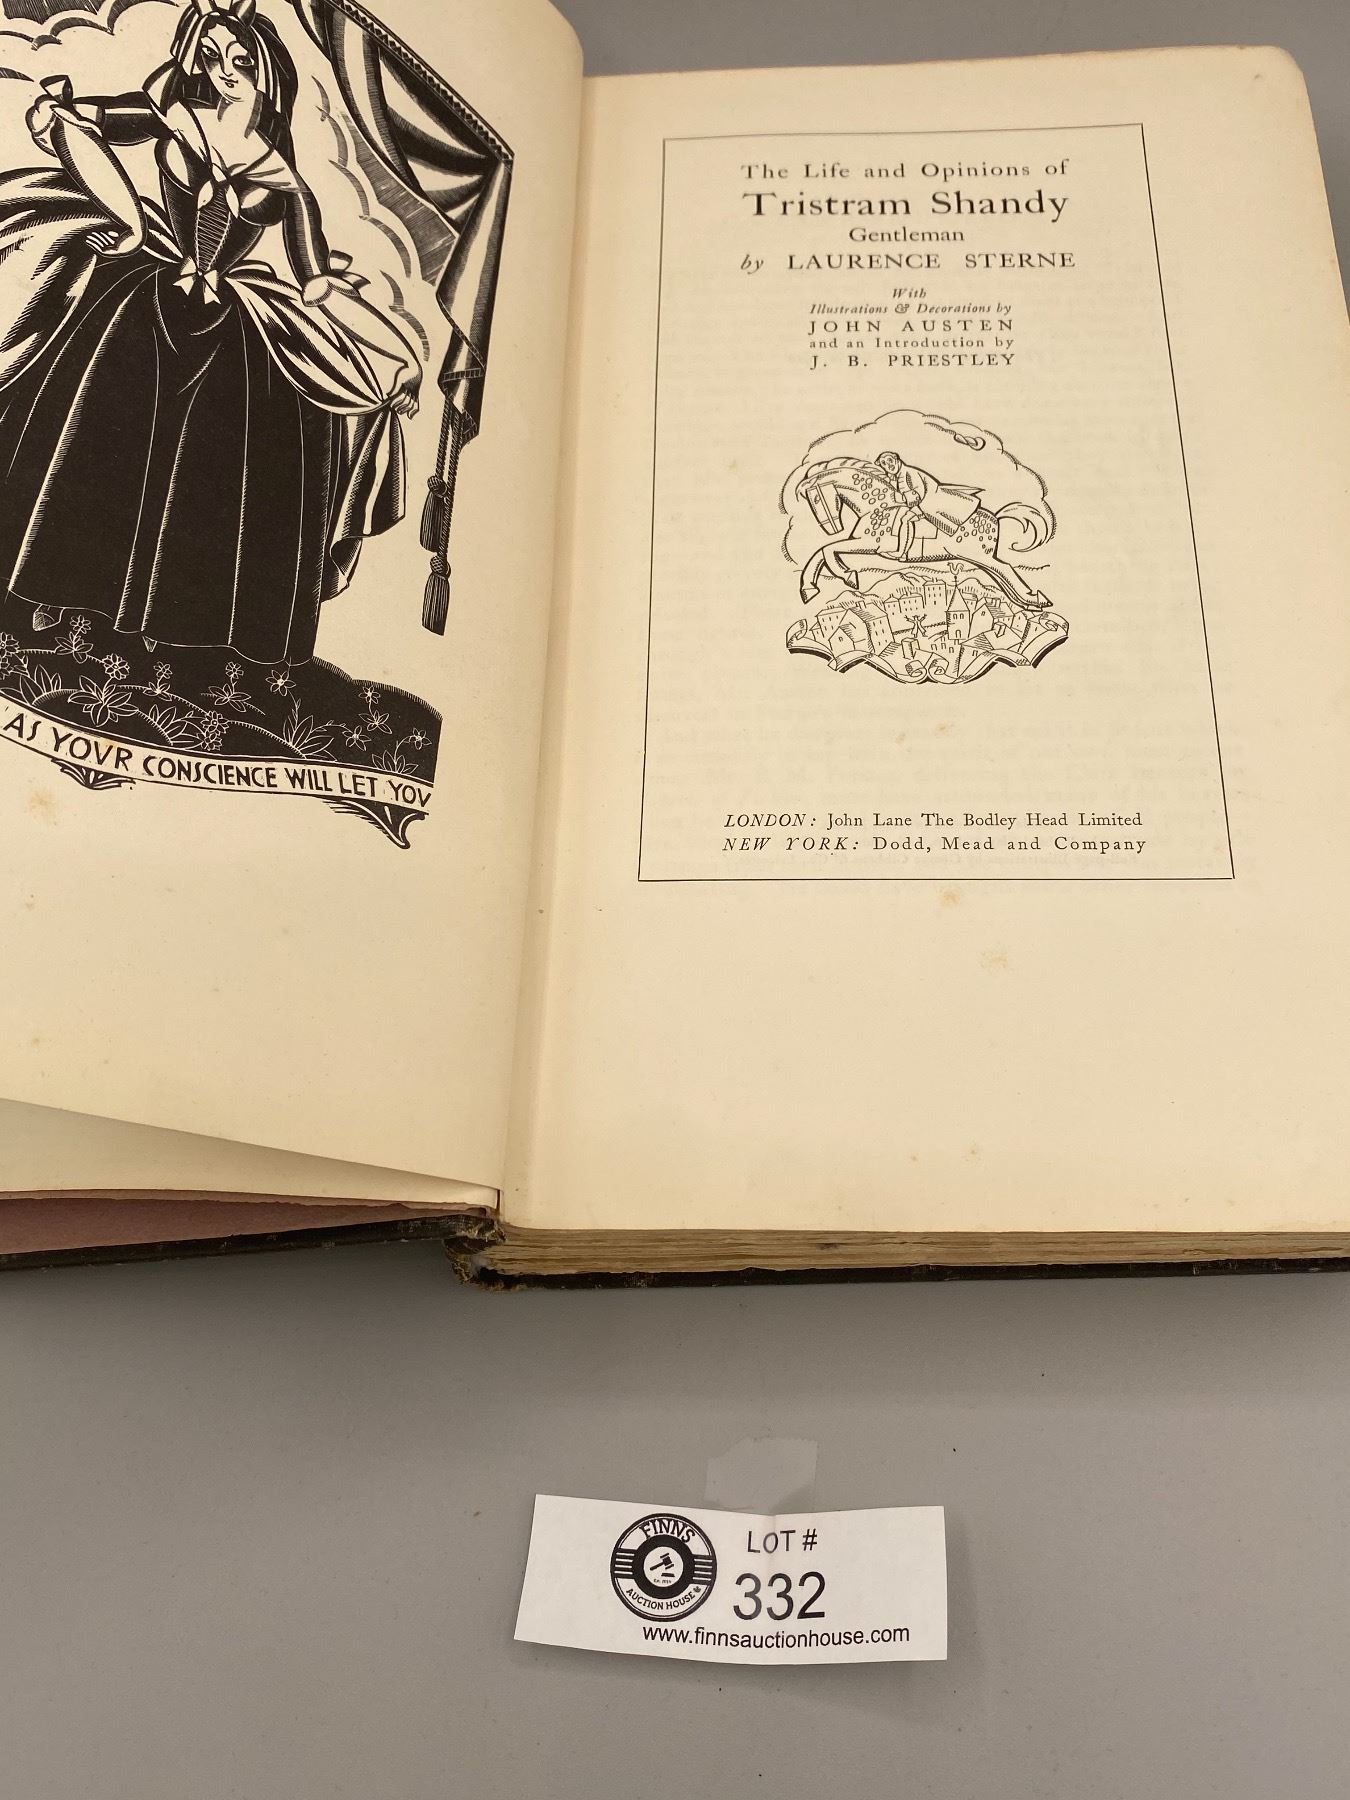 AS YOVR CONSCIENCE WILL LET YOV
The Life and Opinions of
Tristram Shandy
Gentleman
by LAURENCE STERNE
With
Illustrations & Decorations by
JOHN AUSTEN
and an Introduction by
J. B. PRIESTLEY
LONDON: John Lane The Bodley Head Limited
NEW YORK: Dodd, Mead and Company
FINNS
AUCTION HOUSE
LOT #
332
www.finnsauctionhouse.com